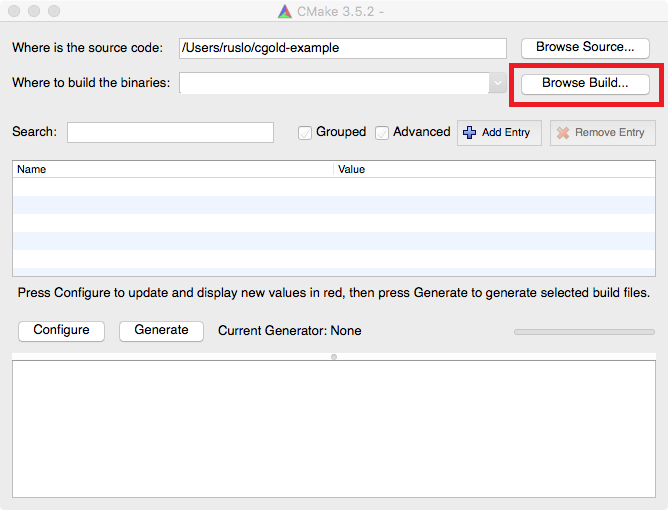 CMake 3.5.2 -
Where is the source code: /Users/ruslo/cgold-example Browse Source...
Where to build the binaries: Browse Build...
Search: Grouped Advanced Add Entry Remove Entry
Name Value
Press Configure to update and display new values in red, then press Generate to generate selected build files.
Configure Generate Current Generator: None